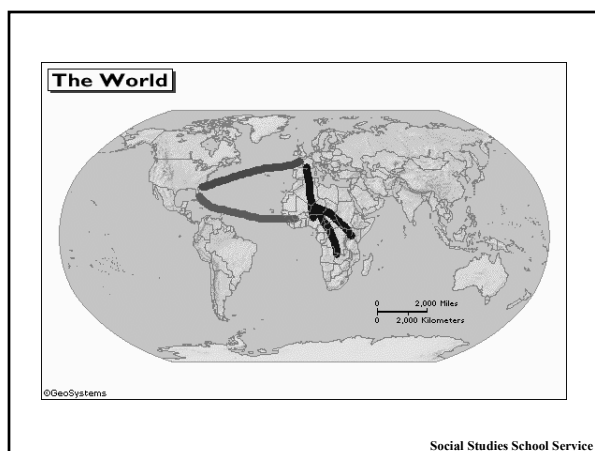 The World
0 2,000 Miles
0 2,000 Kilometers
©GeoSystems
Social Studies School Service